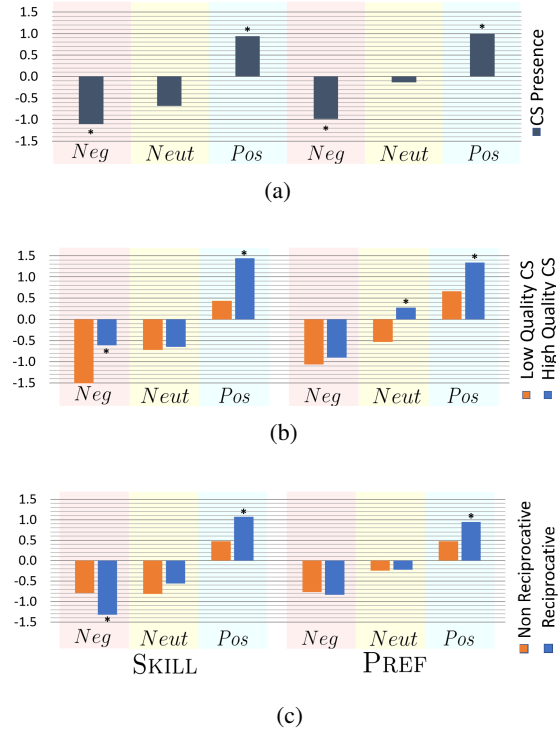 1.5
1.0
0.5
0.0
-0.5
-1.0
-1.5
* * * *
Neg Neut Pos Neg Neut Pos
CS Presence
(a)
1.5
1.0
0.5
0.0
-0.5
-1.0
-1.5
* * * *
Neg Neut Pos Neg Neut Pos
Low Quality CS
High Quality CS
(b)
1.5
1.0
0.5
0.0
-0.5
-1.0
-1.5
* * *
Neg Neut Pos Neg Neut Pos
SKILL PREF
Non Reciprocative
Reciprocative
(c)